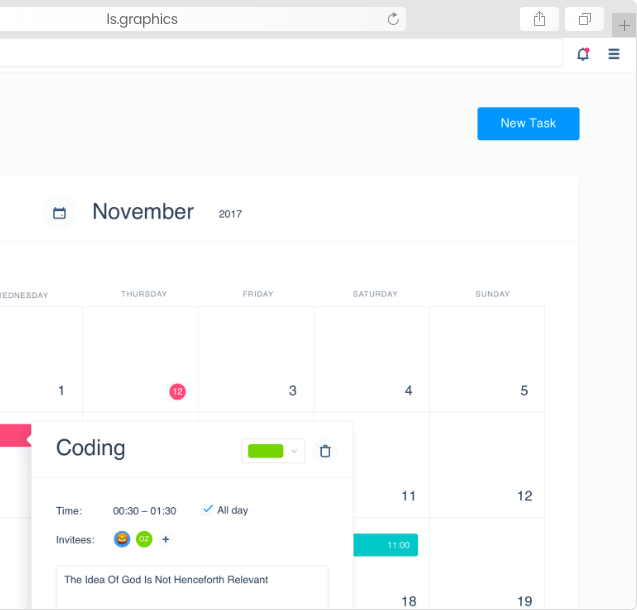 ls.graphics
New Task
November 2017
WEDNESDAY THURSDAY FRIDAY SATURDAY SUNDAY
1 12 3 4 5
Coding
Time: 00:30 – 01:30 All day
11 12
Invitees: OZ +
11:00
The Idea Of God Is Not Henceforth Relevant
18 19